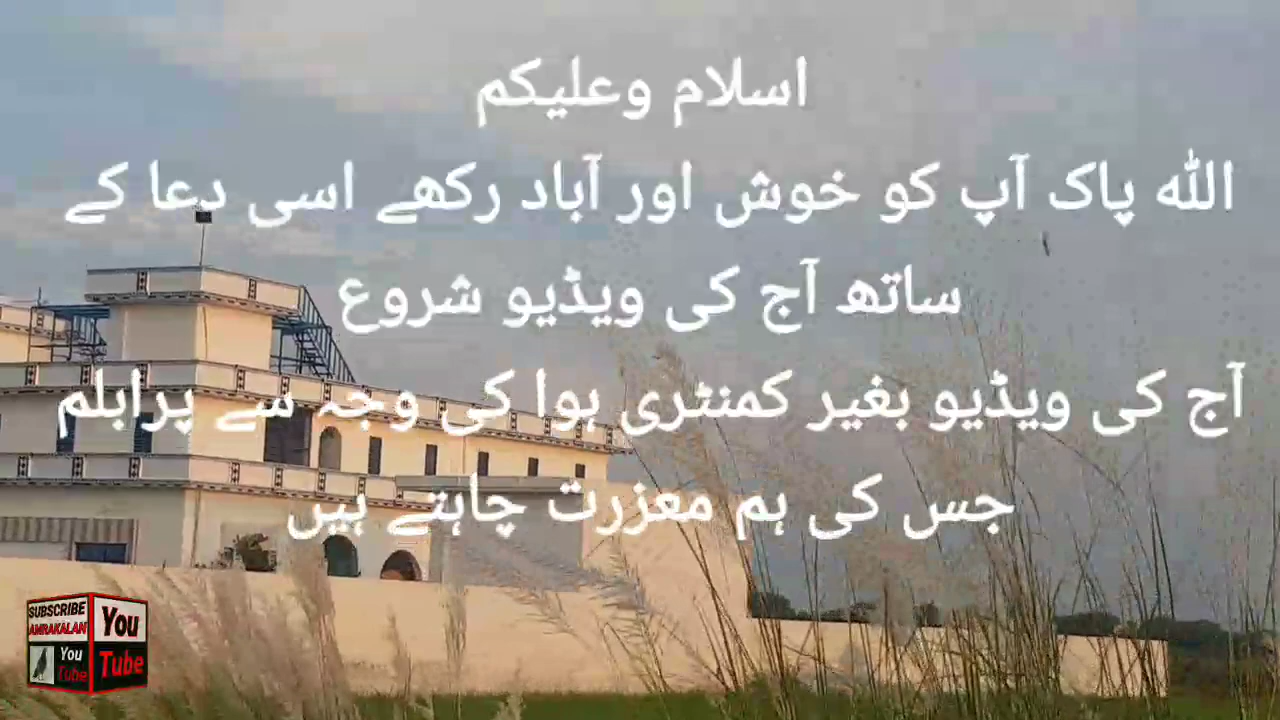 اسلام وعلیکم
اللہ پاک آپ کو خوش اور آباد رکھے اسی دعا کے
ساتھ آج کی ویڈیو شروع
آج کی ویڈیو بغیر کمنٹری ہوا کی وجہ سے پرابلم
جس کی ہم معزرت چاہتے ہیں
SUBSCRIBE
AMRAKALAN
You
Tube
You
Tube